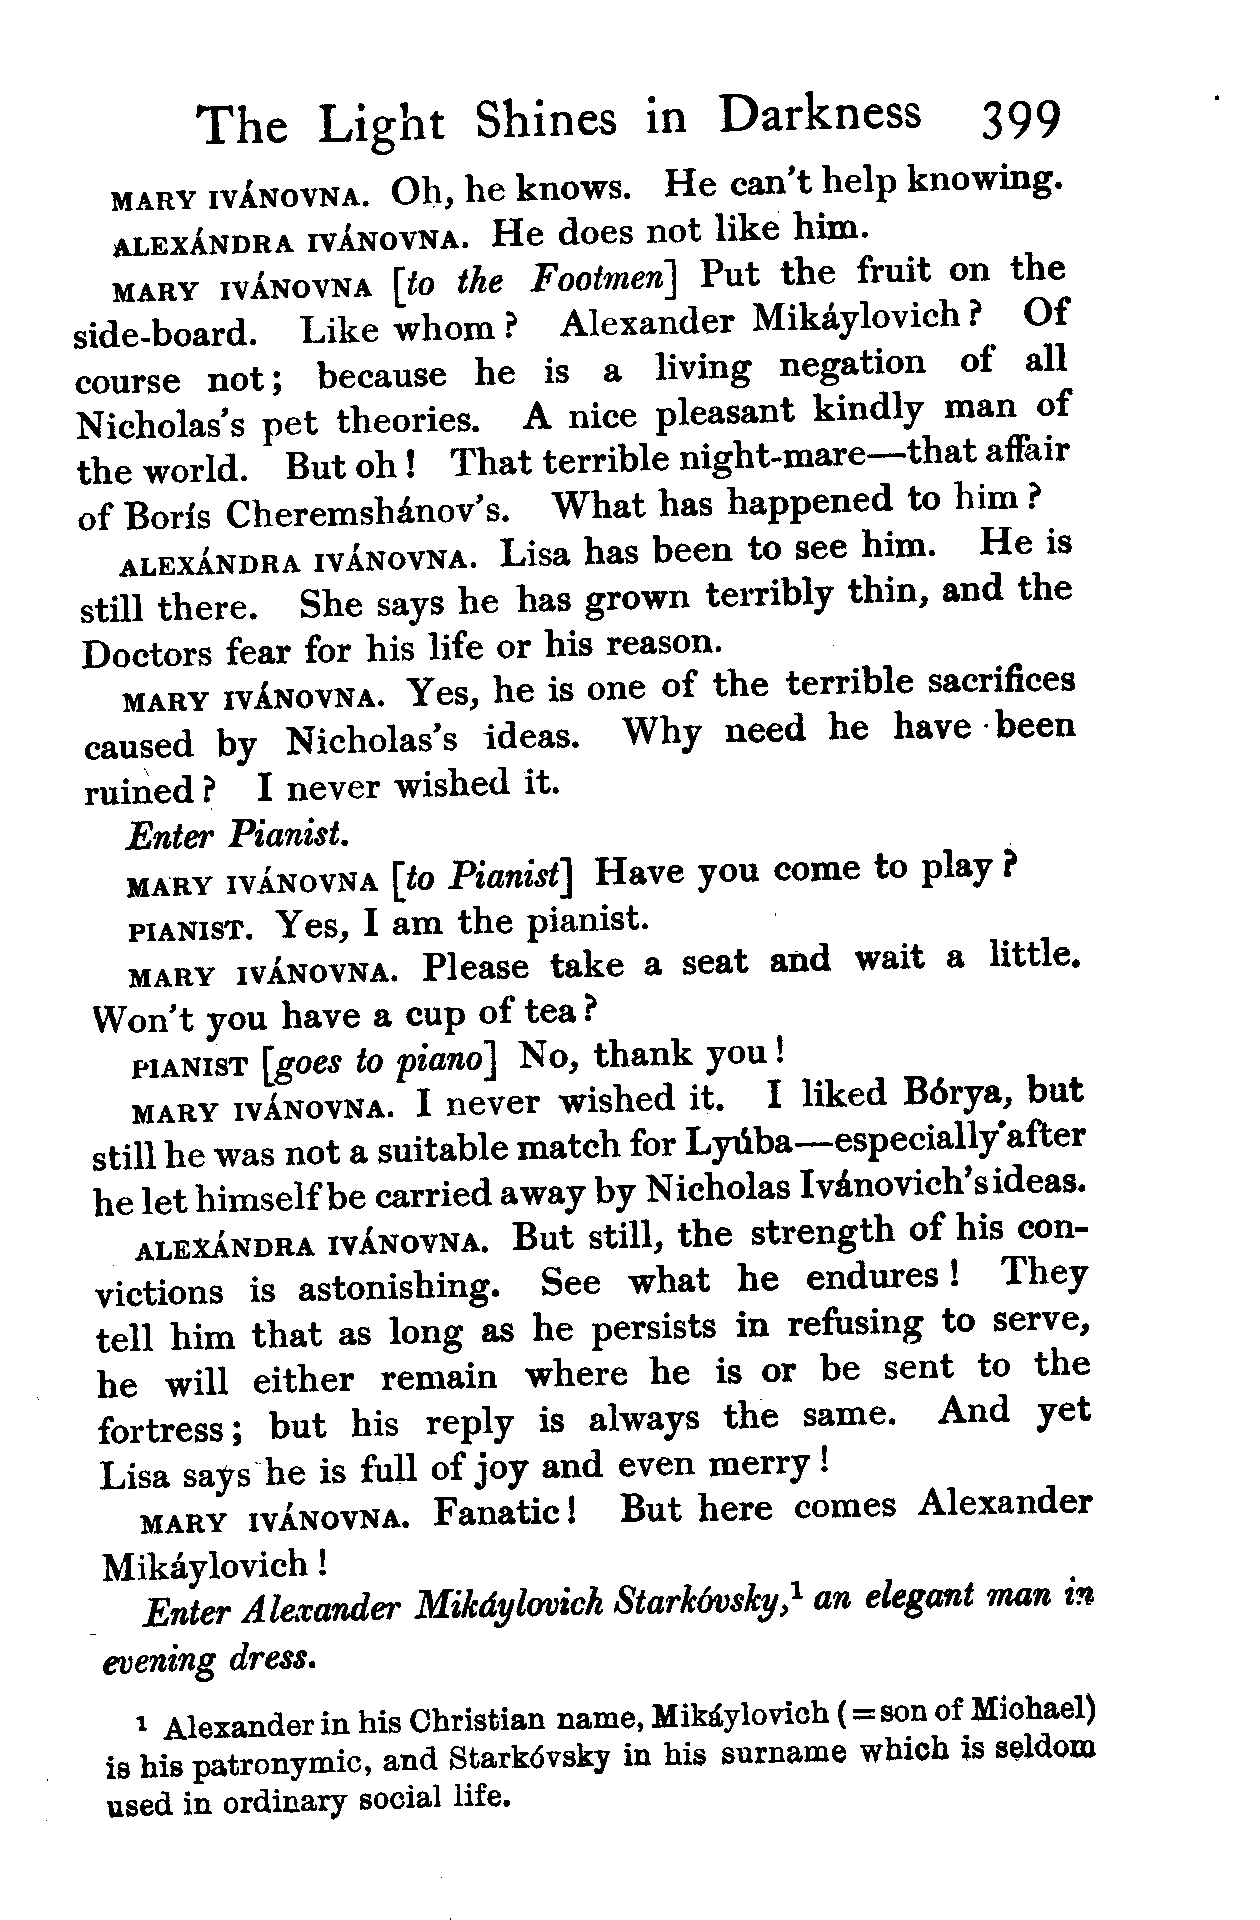 The Light Shines in Darkness 399
MARY IVÁNOVNA. Oh, he knows. He can't help knowing.
ALEXÁNDRA IVÁNOVNA. He does not like him.
MARY IVÁNOVNA [to the Footmen] Put the fruit on the
side-board. Like whom? Alexander Mikáylovich? Of
course not; because he is a living negation of all
Nicholas's pet theories. A nice pleasant kindly man of
the world. But oh! That terrible night-mare—that affair
of Borís Cheremshánov's. What has happened to him?
ALEXÁNDRA IVÁNOVNA. Lisa has been to see him. He is
still there. She says he has grown terribly thin, and the
Doctors fear for his life or his reason.
MARY IVÁNOVNA. Yes, he is one of the terrible sacrifices
caused by Nicholas's ideas. Why need he have been
ruined? I never wished it.
Enter Pianist.
MARY IVÁNOVNA [to Pianist] Have you come to play?
PIANIST. Yes, I am the pianist.
MARY IVÁNOVNA. Please take a seat and wait a little.
Won't you have a cup of tea?
PIANIST [goes to piano] No, thank you!
MARY IVÁNOVNA. I never wished it. I liked Bórya, but
still he was not a suitable match for Lyúba—especially after
he let himself be carried away by Nicholas Ivánovich's ideas.
ALEXÁNDRA IVÁNOVNA. But still, the strength of his con-
victions is astonishing. See what he endures! They
tell him that as long as he persists in refusing to serve,
he will either remain where he is or be sent to the
fortress; but his reply is always the same. And yet
Lisa says he is full of joy and even merry!
MARY IVÁNOVNA. Fanatic! But here comes Alexander
Mikáylovich!
Enter Alexander Mikáylovich Starkóvsky,¹ an elegant man in
evening dress.
¹ Alexander in his Christian name, Mikáylovich (=son of Michael)
is his patronymic, and Starkóvsky in his surname which is seldom
used in ordinary social life.